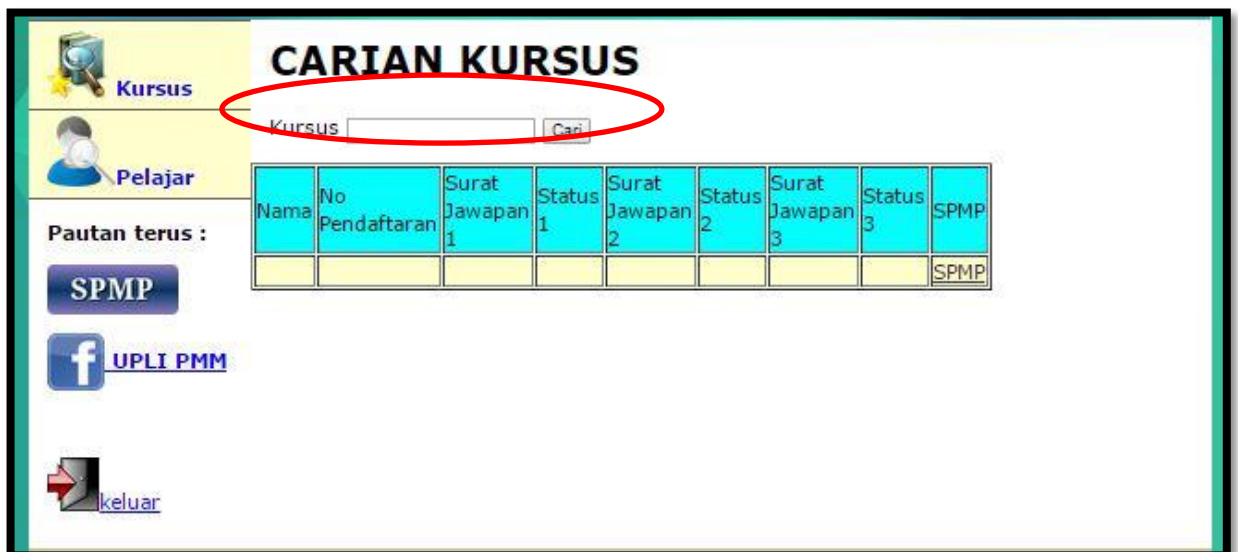 Kursus
Pelajar
Pautan terus :
SPMP
UPLI PMM
keluar
CARIAN KURSUS
Kursus Cari
Nama No Pendaftaran Surat Jawapan 1 Status 1 Surat Jawapan 2 Status 2 Surat Jawapan 3 Status 3 SPMP
SPMP